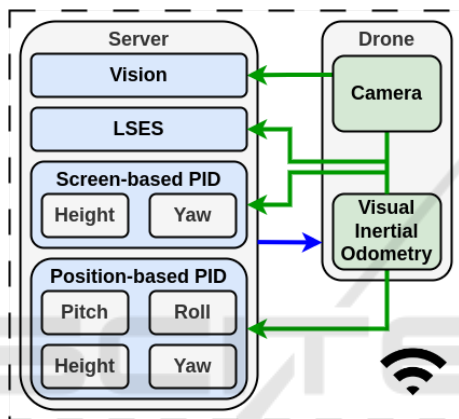 Server
Vision
LSES
Screen-based PID
Height Yaw
Position-based PID
Pitch Roll
Height Yaw
Drone
Camera
Visual
Inertial
Odometry